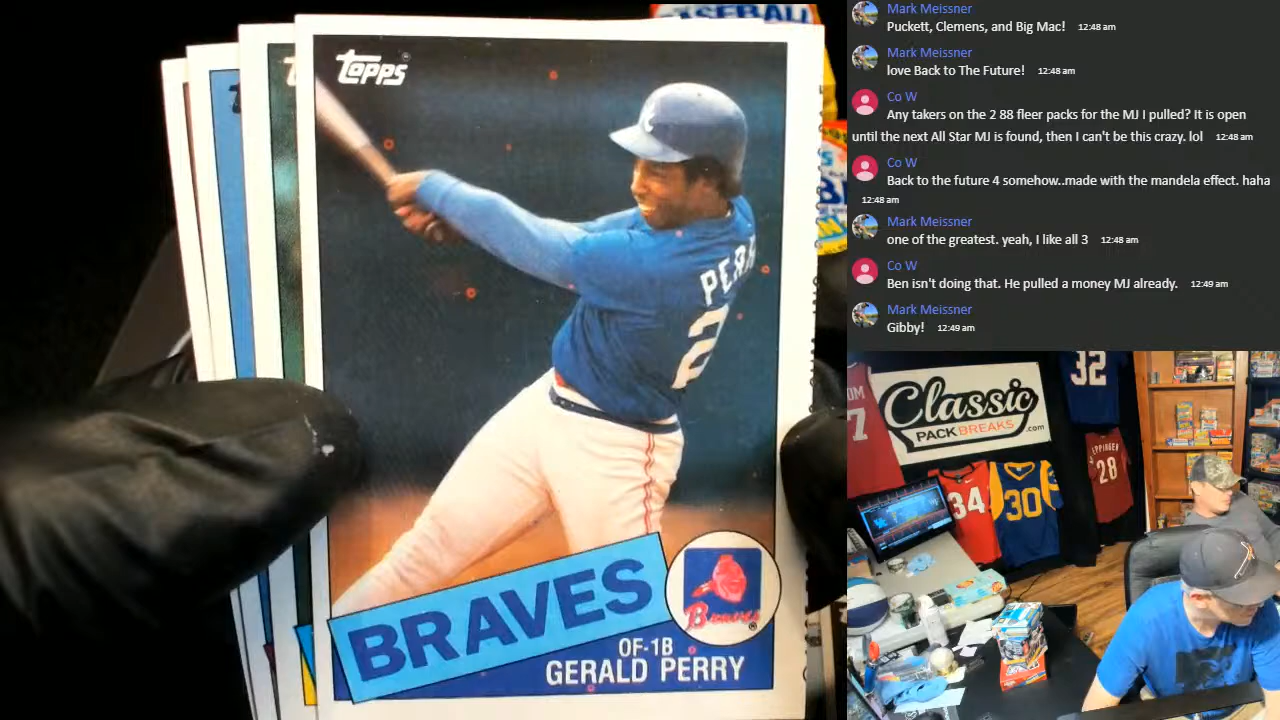 BASEBALL
Topps
PERR
2
BRAVES
Braves
OF-1B
GERALD PERRY
Mark Meissner
Puckett, Clemens, and Big Mac! 12:48 am
Mark Meissner
love Back to The Future! 12:48 am
Co W
Any takers on the 2 88 fleer packs for the MJ I pulled? It is open
until the next All Star MJ is found, then I can't be this crazy. lol 12:48 am
Co W
Back to the future 4 somehow..made with the mandela effect. haha
12:48 am
Mark Meissner
one of the greatest. yeah, I like all 3 12:48 am
Co W
Ben isn't doing that. He pulled a money MJ already. 12:49 am
Mark Meissner
Gibby! 12:49 am
Classic
PACK BREAKS .com
32
7
34
30
EPPINGER
28